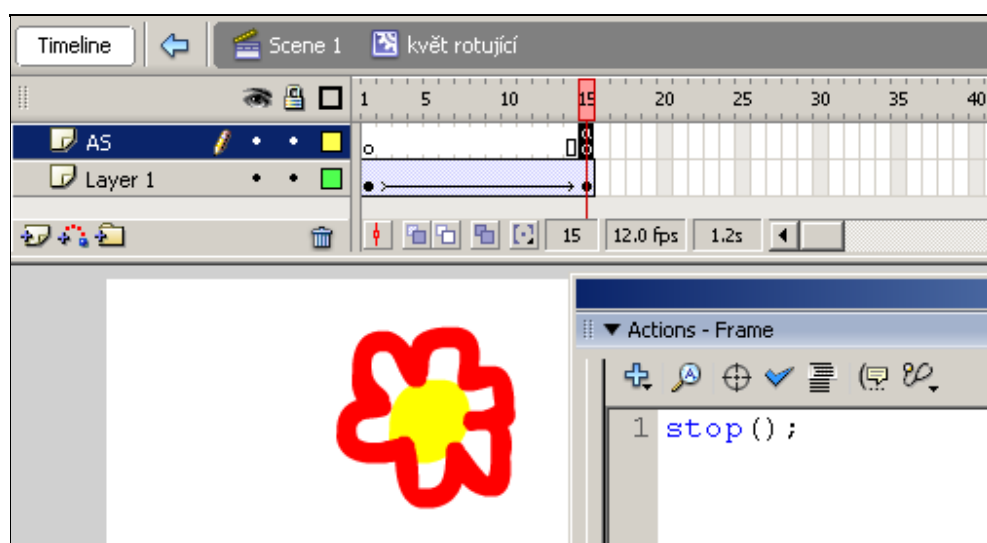 Timeline Scene 1 květ rotující
1 5 10 15 20 25 30 35 40
AS
Layer 1
15 12.0 fps 1.2s
Actions - Frame
1 stop();